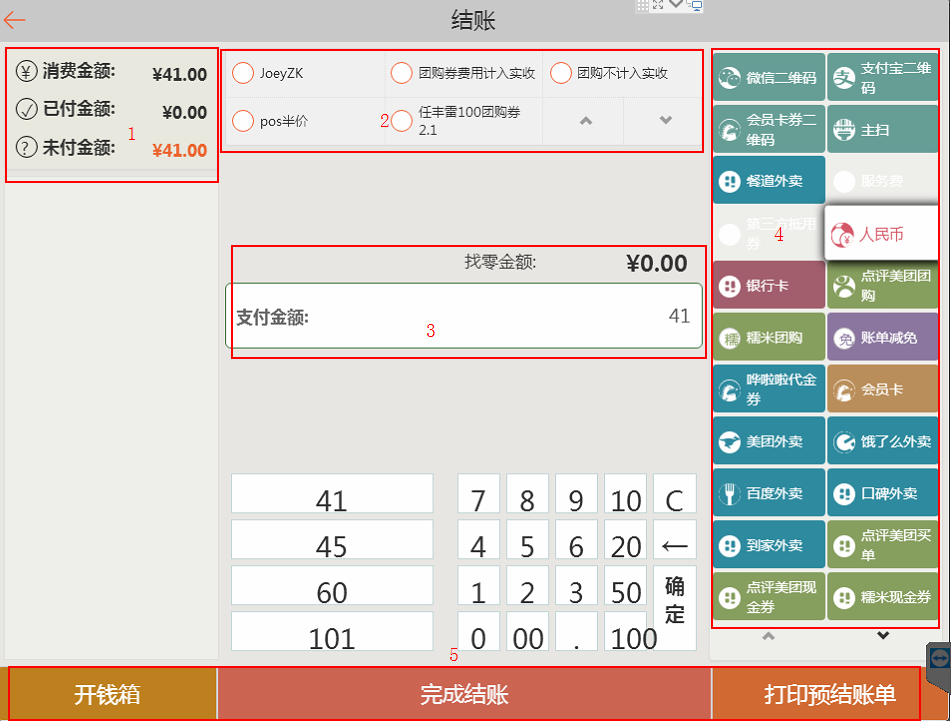 结账
消费金额: ¥41.00
已付金额: ¥0.00
未付金额: ¥41.00
1
JoeyZK
团购券费用计入实收
团购不计入实收
pos半价
2
任丰雷100团购券
2.1
找零金额: ¥0.00
支付金额: 41
3
41
45
60
101
7 8 9 10 C
4 5 6 20 ←
1 2 3 50 确定
0 00 . 100
5
微信二维码
支付宝二维
码
会员卡券二
维码
主扫
餐道外卖
服务费
第三方抵用
券
4
人民币
银行卡
点评美团团
购
糯 糯米团购
免 账单减免
哗啦啦代金
券
会员卡
美团外卖
饿了么外卖
百度外卖
口碑外卖
到家外卖
点评美团买
单
点评美团现
金券
糯米现金券
开钱箱
完成结账
打印预结账单